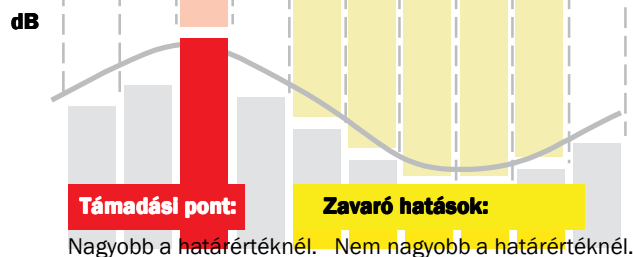 dB
Támadási pont: Zavaró hatások:
Nagyobb a határértéknél. Nem nagyobb a határértéknél.